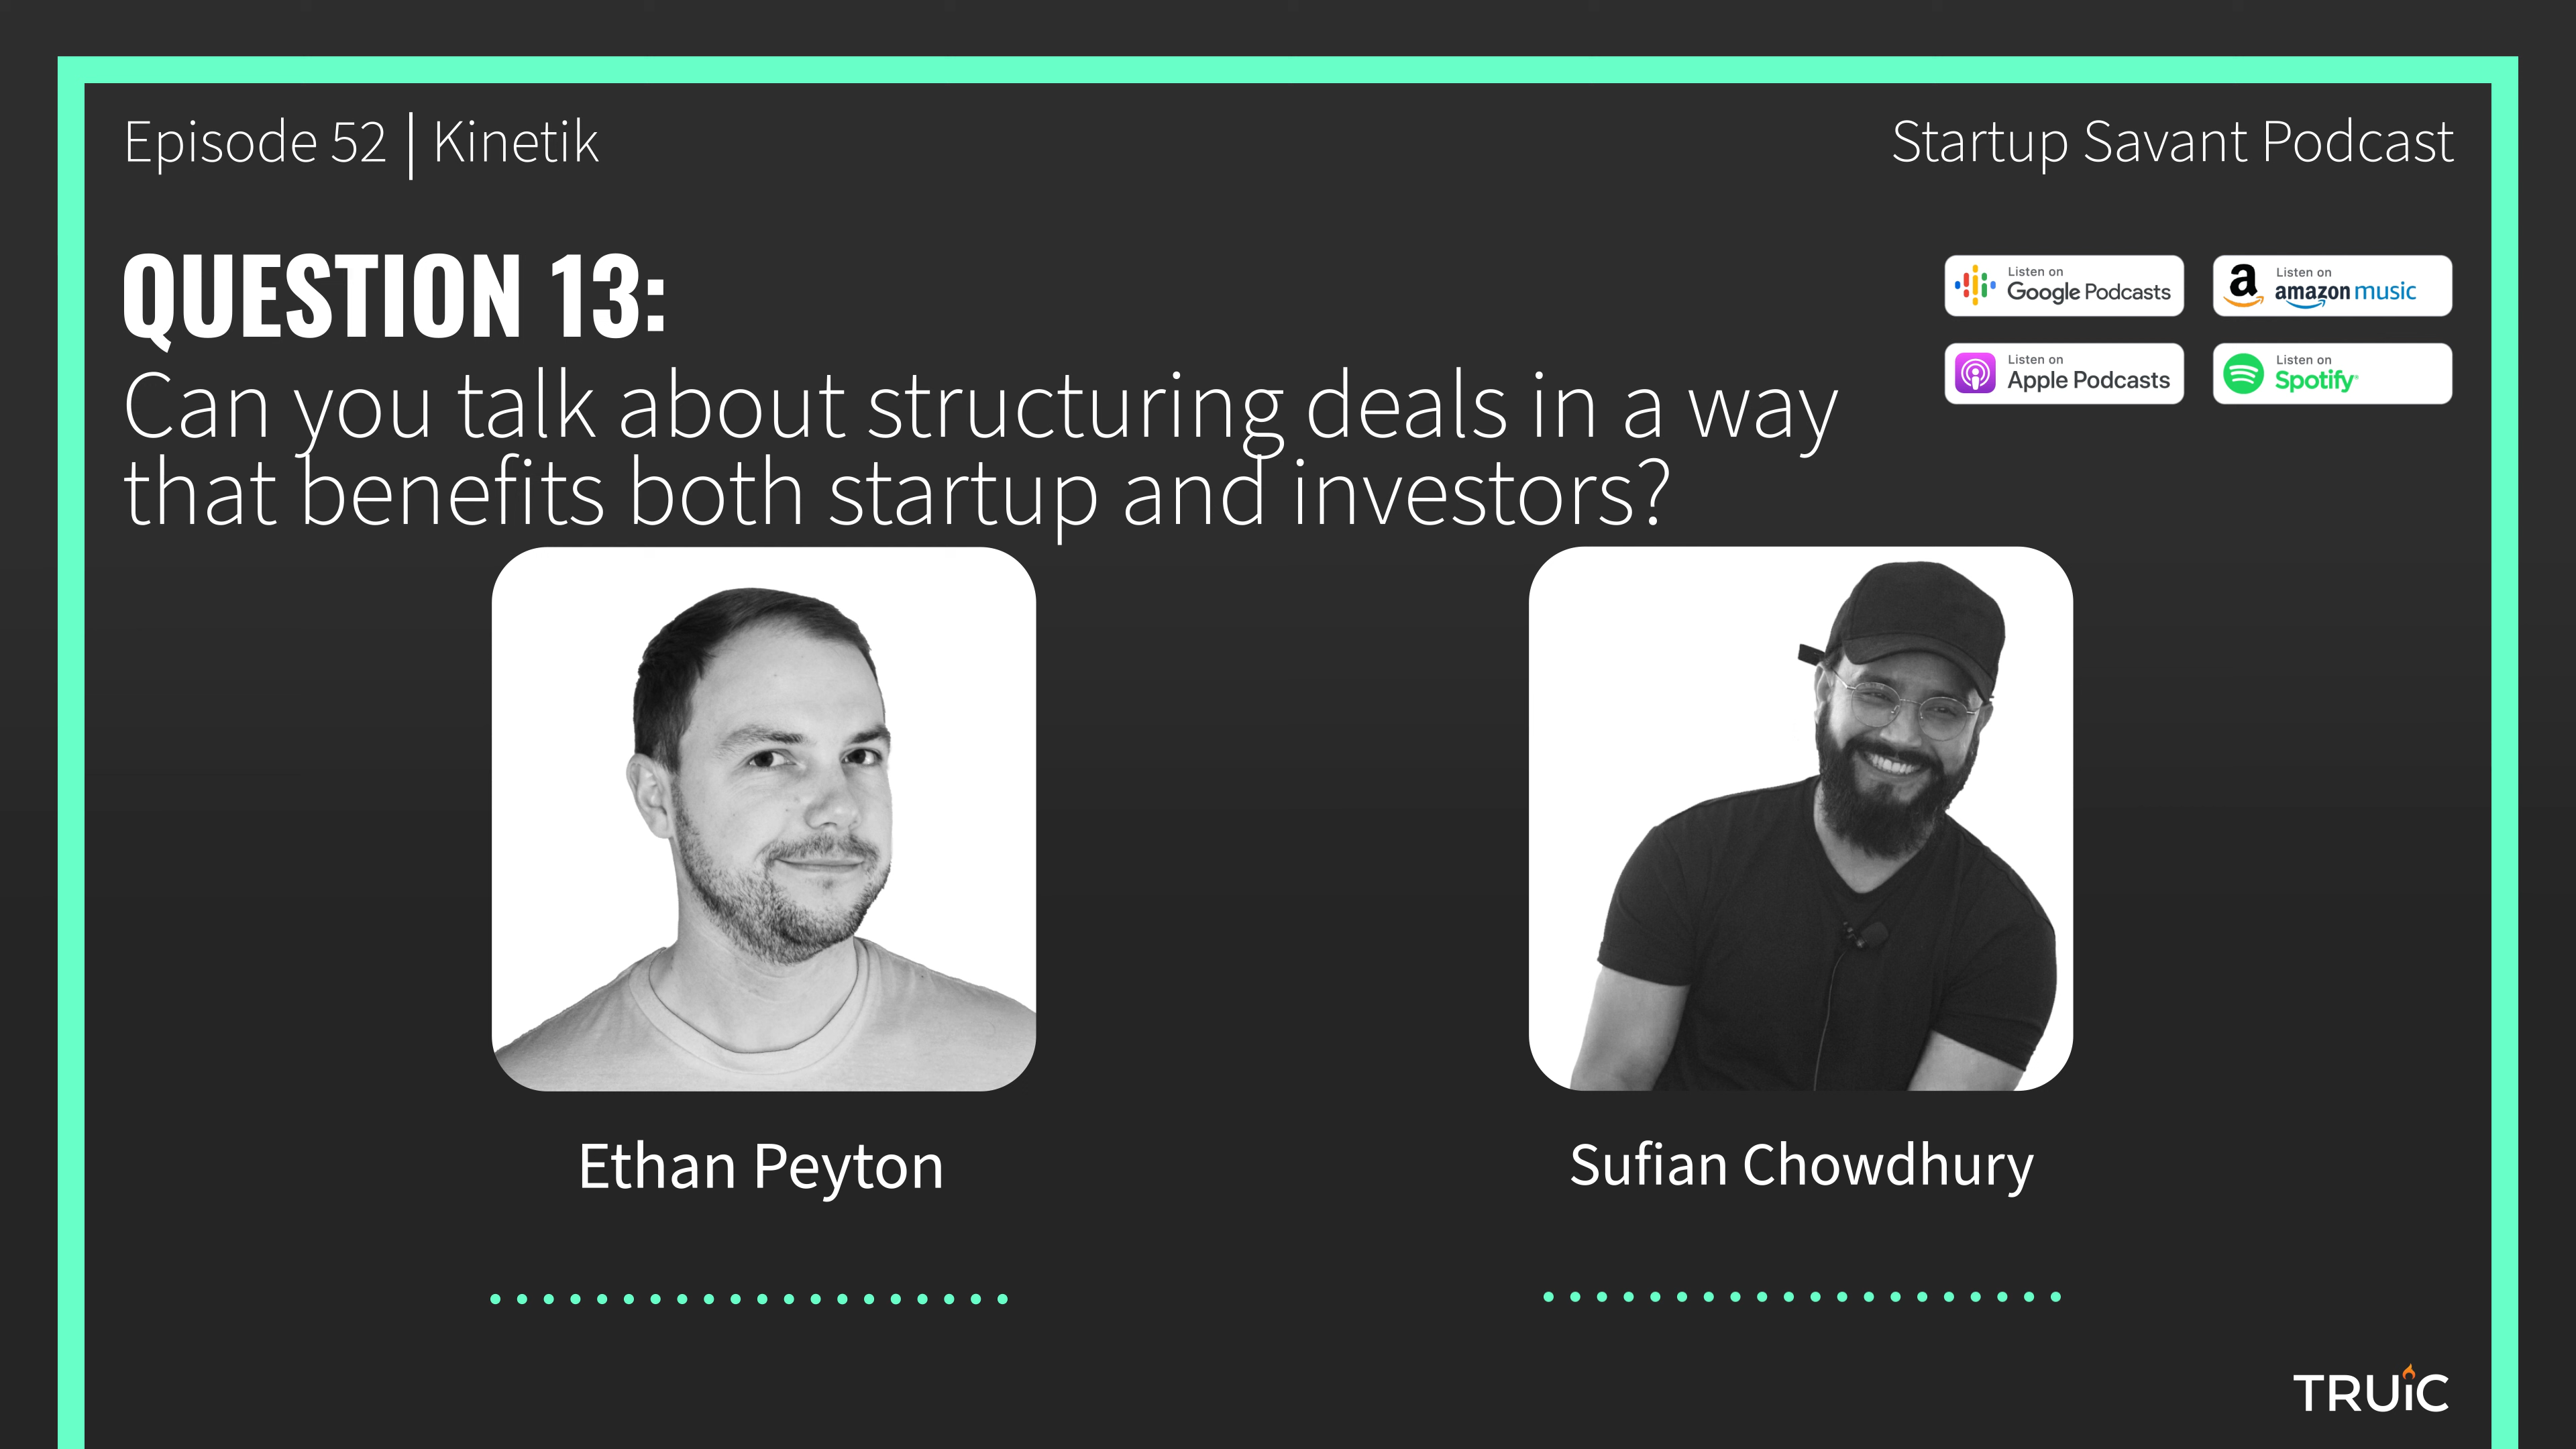 Episode 52 | Kinetik
Startup Savant Podcast
QUESTION 13:
Can you talk about structuring deals in a way
that benefits both startup and investors?
Listen on
Google Podcasts
Listen on
amazon music
Listen on
Apple Podcasts
Listen on
Spotify
Ethan Peyton
Sufian Chowdhury
TRUiC